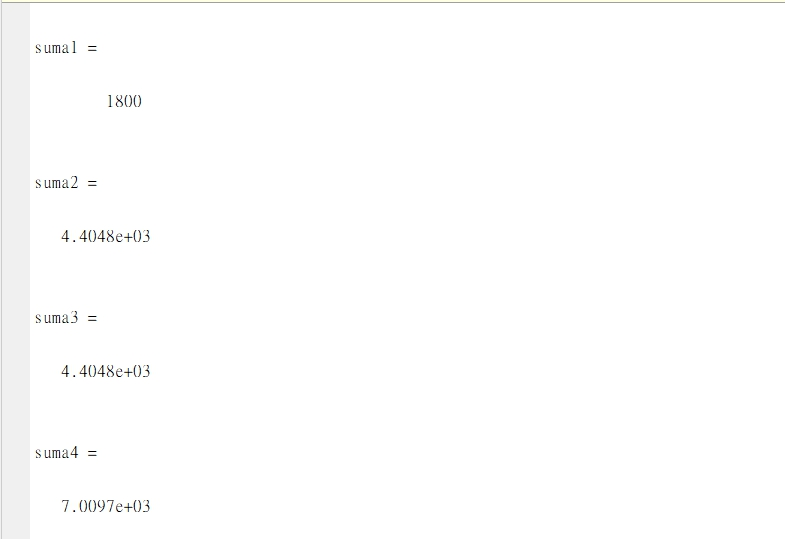 suma1 =
1800
suma2 =
4.4048e+03
suma3 =
4.4048e+03
suma4 =
7.0097e+03